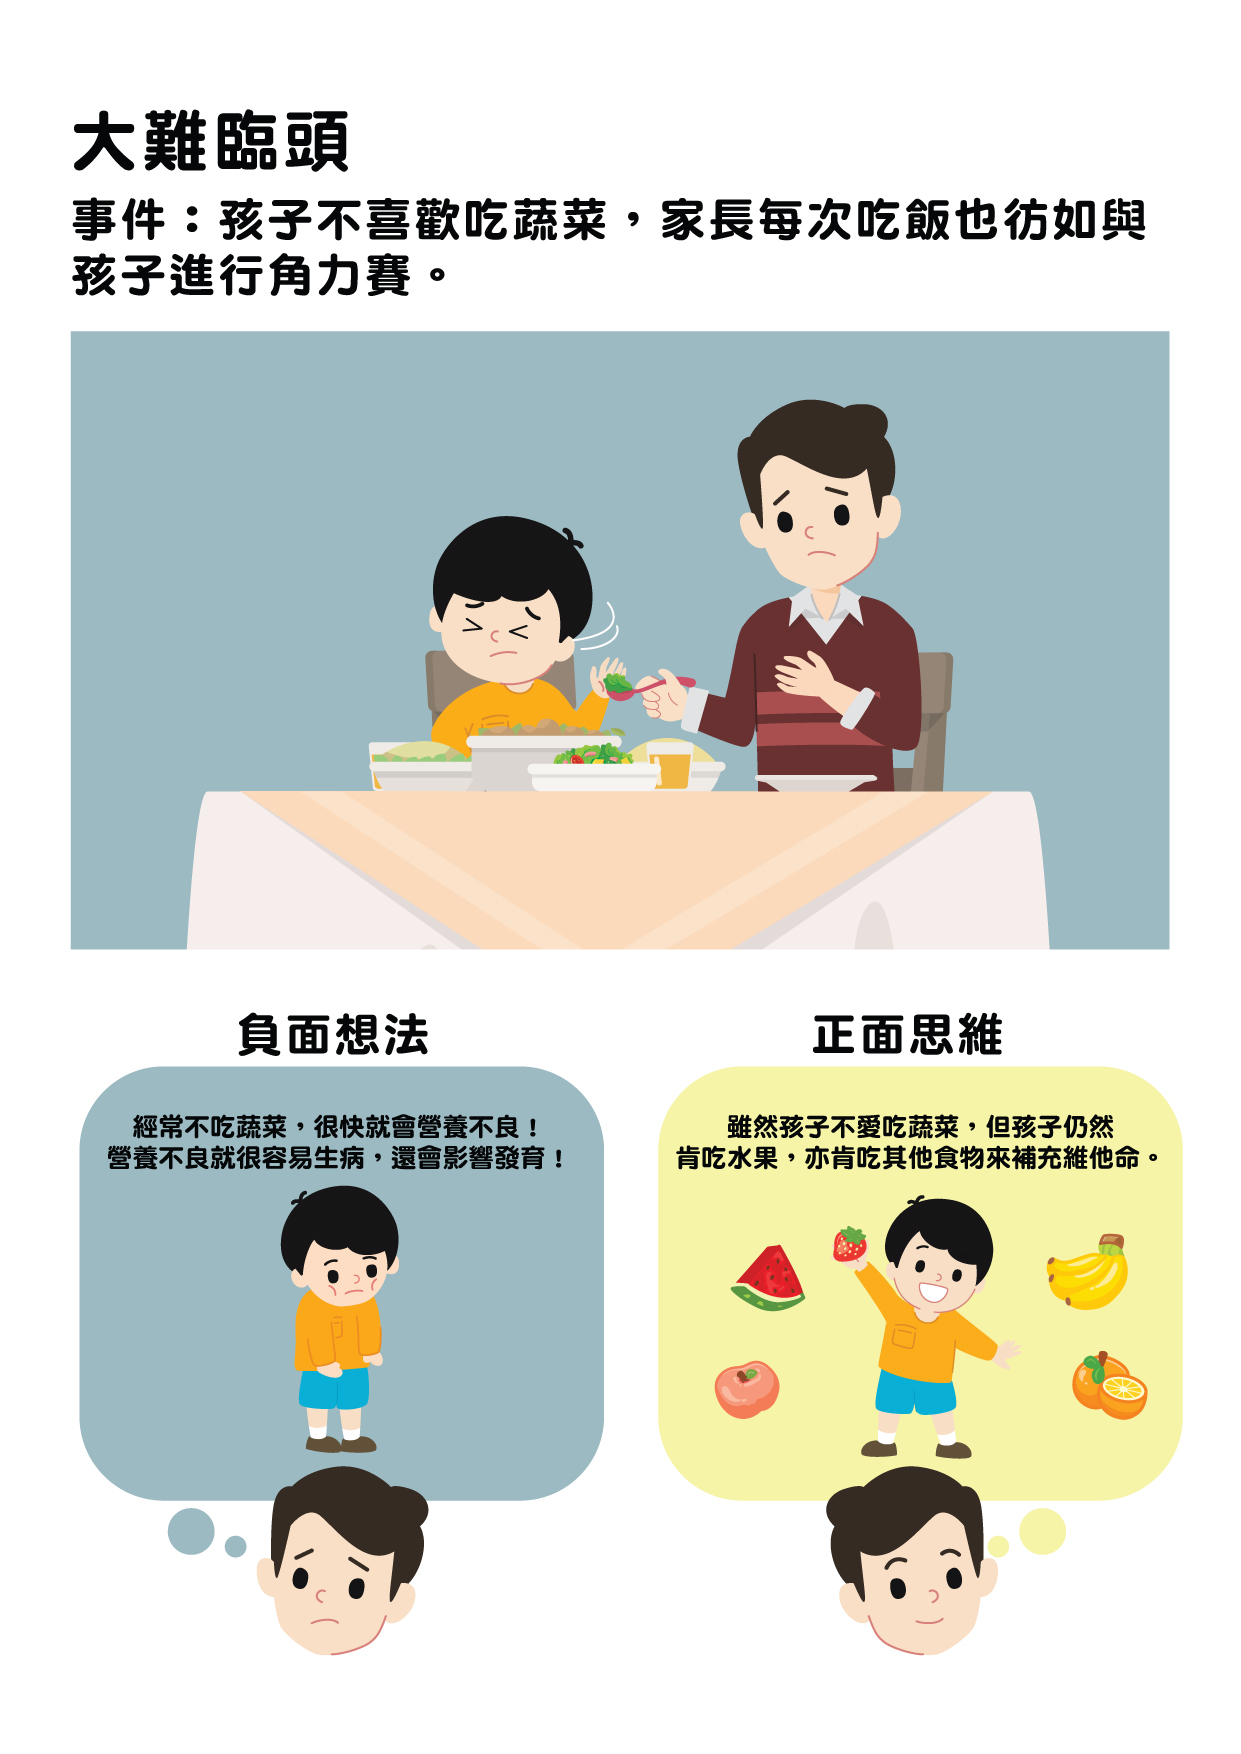 大難臨頭
事件：孩子不喜歡吃蔬菜，家長每次吃飯也彷如與
孩子進行角力賽。
負面想法
經常不吃蔬菜，很快就會營養不良！
營養不良就很容易生病，還會影響發育！
正面思維
雖然孩子不愛吃蔬菜，但孩子仍然
肯吃水果，亦肯吃其他食物來補充維他命。